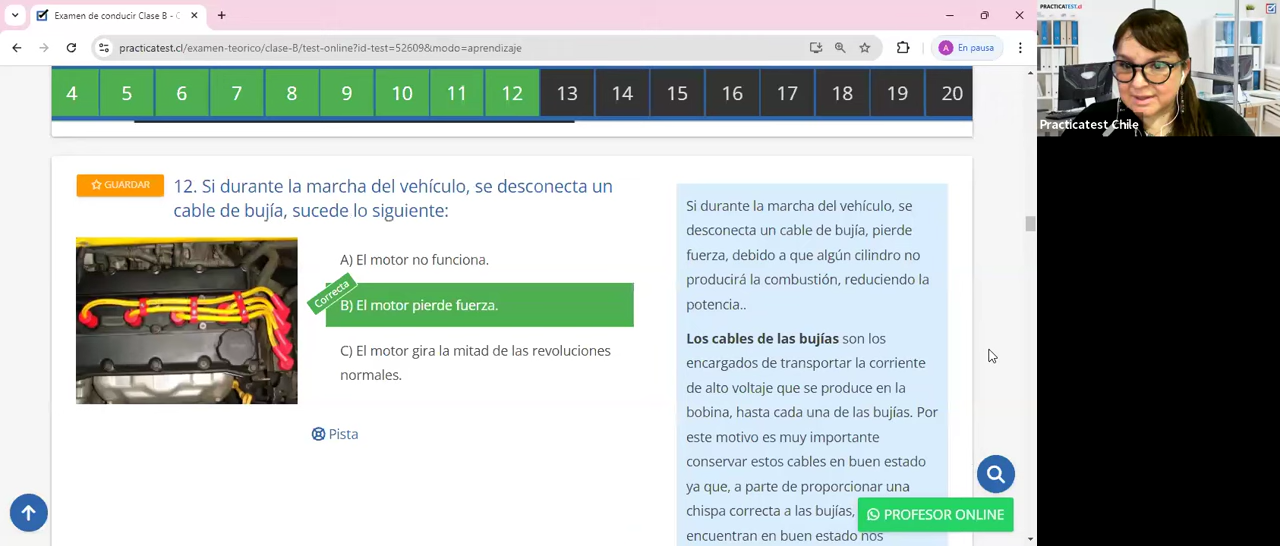 Examen de conducir Clase B - C
practicatest.cl/examen-teorico/clase-B/test-online?id-test=52609&modo=aprendizaje
A
En pausa
PRACTICATEST.cl
Practicatest Chile
4 5 6 7 8 9 10 11 12 13 14 15 16 17 18 19 20
GUARDAR
12. Si durante la marcha del vehículo, se desconecta un
cable de bujía, sucede lo siguiente:
A) El motor no funciona.
Correcta
B) El motor pierde fuerza.
C) El motor gira la mitad de las revoluciones
normales.
Pista
Si durante la marcha del vehículo, se
desconecta un cable de bujía, pierde
fuerza, debido a que algún cilindro no
producirá la combustión, reduciendo la
potencia..
Los cables de las bujías son los
encargados de transportar la corriente
de alto voltaje que se produce en la
bobina, hasta cada una de las bujías. Por
este motivo es muy importante
conservar estos cables en buen estado
ya que, a parte de proporcionar una
chispa correcta a las bujías,
encuentran en buen estado nos
PROFESOR ONLINE